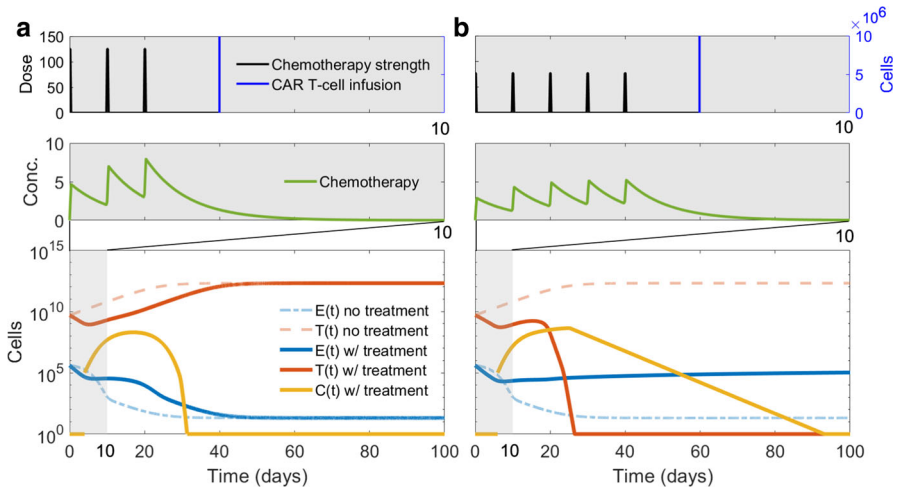 a
b
150
100
50
0
Dose
Chemotherapy strength
CAR T-cell infusion
10
× 10^6
10
5
0
Cells
10
10
5
0
Conc.
Chemotherapy
10
10
10^15
10^10
10^5
10^0
Cells
E(t) no treatment
T(t) no treatment
E(t) w/ treatment
T(t) w/ treatment
C(t) w/ treatment
0 10 20 40 60 80 100
0 10 20 40 60 80 100
Time (days)
Time (days)